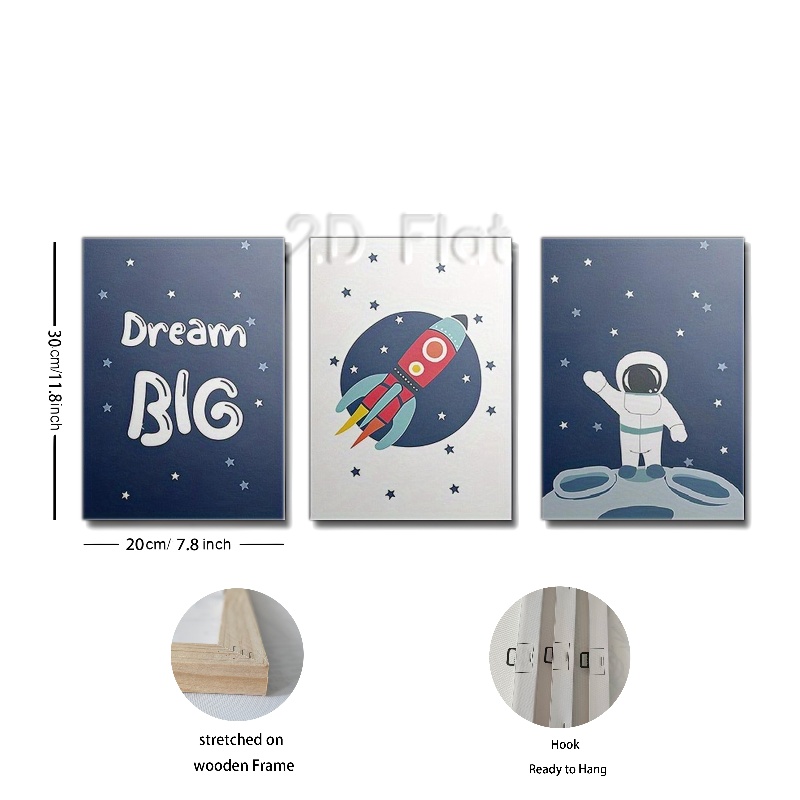 2D Flat
Dream
BIG
30cm/11.8inch
20cm/ 7.8 inch
stretched on
wooden Frame
Hook
Ready to Hang